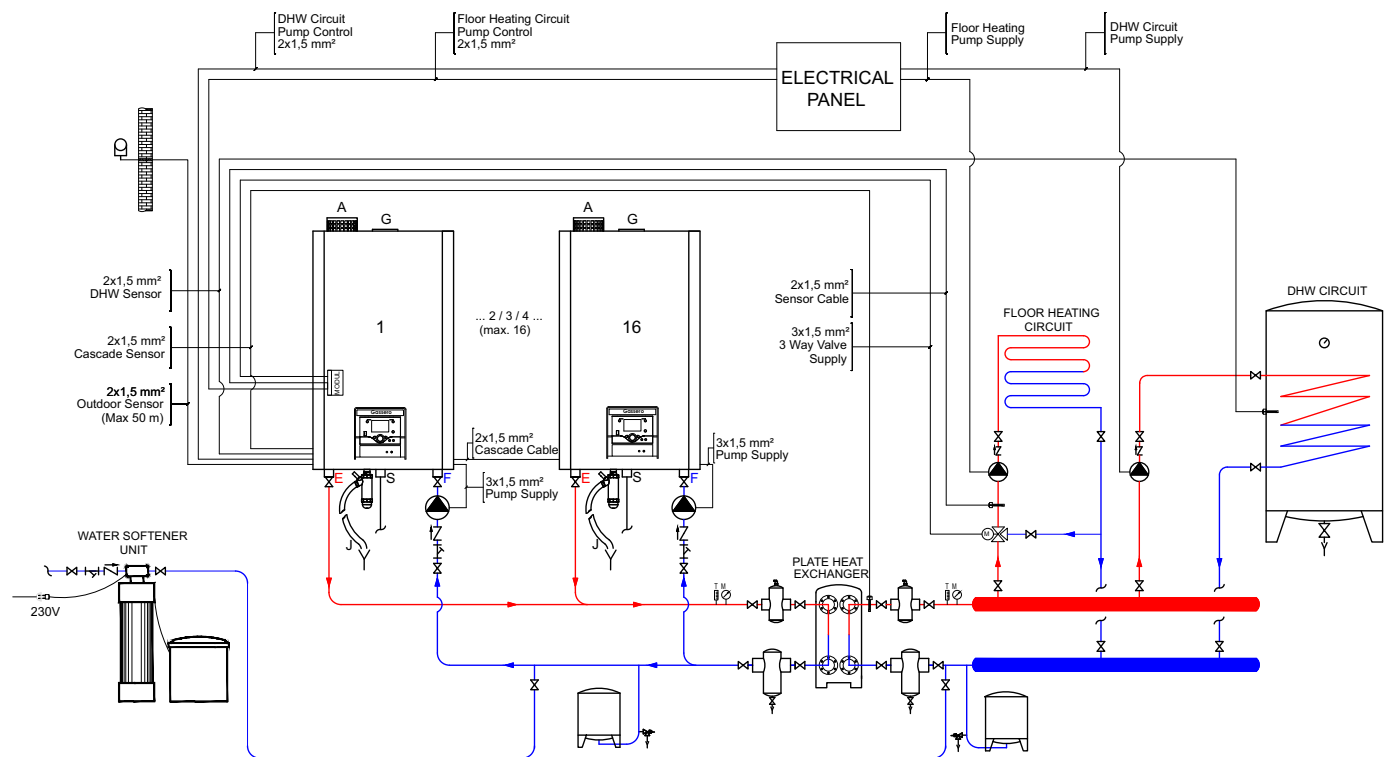 DHW Circuit
Pump Control
2x1,5 mm²
Floor Heating Circuit
Pump Control
2x1,5 mm²
Floor Heating
Pump Supply
DHW Circuit
Pump Supply
ELECTRICAL
PANEL
A
G
A
G
2x1,5 mm²
DHW Sensor
2x1,5 mm²
Sensor Cable
DHW CIRCUIT
FLOOR HEATING
CIRCUIT
1
... 2 / 3 / 4 ...
(max. 16)
16
2x1,5 mm²
Cascade Sensor
3x1,5 mm²
3 Way Valve
Supply
MODUL
2x1,5 mm²
Outdoor Sensor
(Max 50 m)
Gassero
Gassero
2x1,5 mm²
Cascade Cable
3x1,5 mm²
Pump Supply
E
S
F
E
S
F
3x1,5 mm²
Pump Supply
J
J
M
WATER SOFTENER
UNIT
PLATE HEAT
EXCHANGER
T M
T M
230V